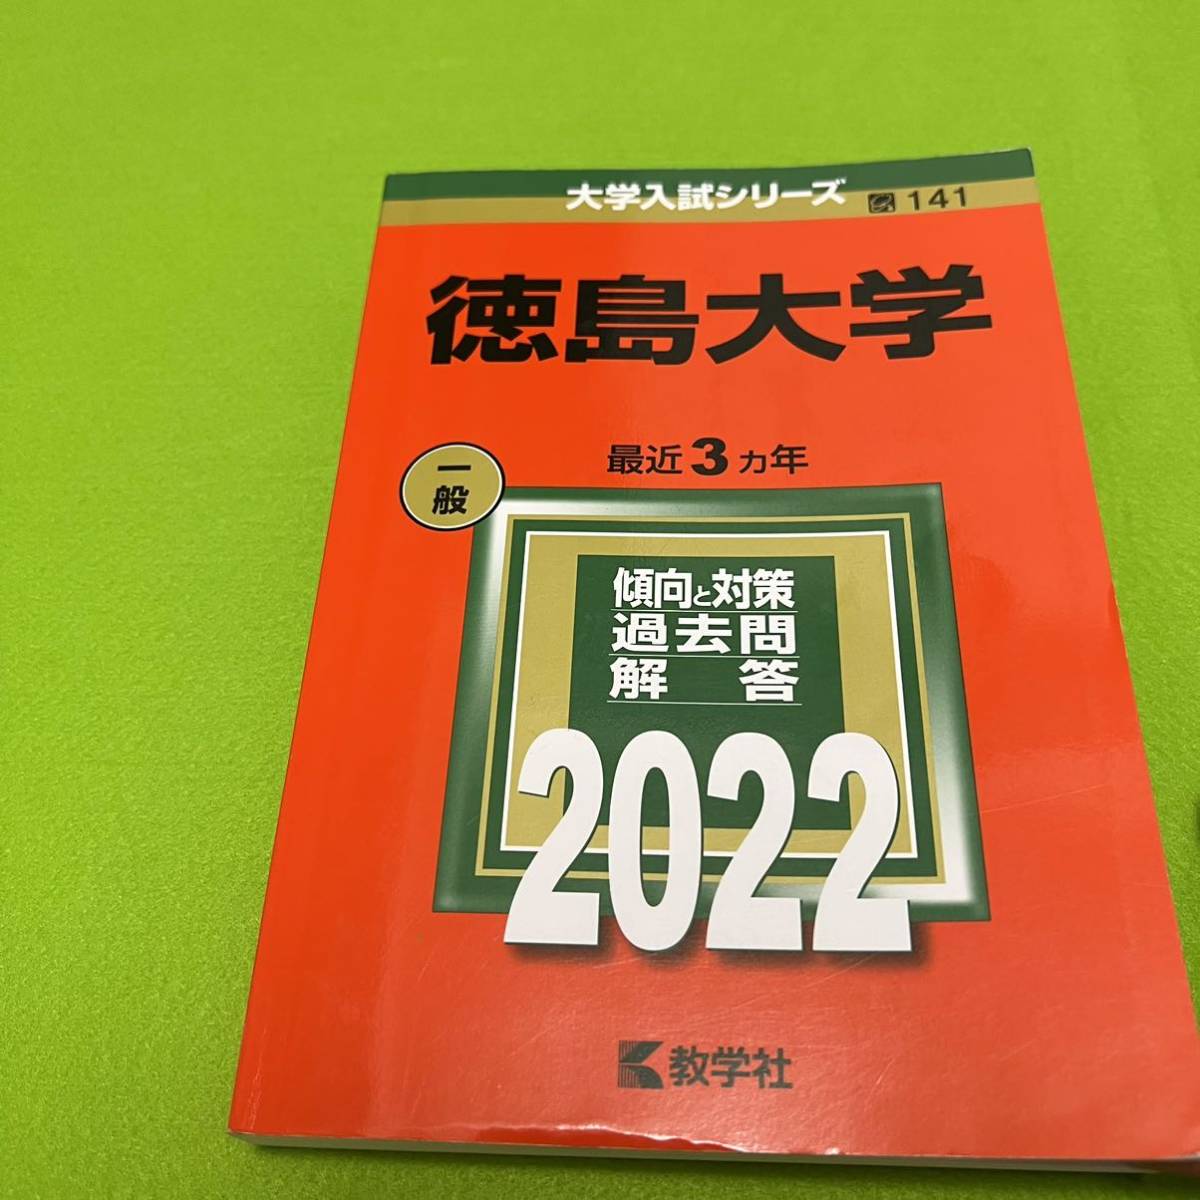 大学入試シリーズ 141
徳島大学
一般
最近3カ年
傾向と対策
過去問
解答
2022
教学社